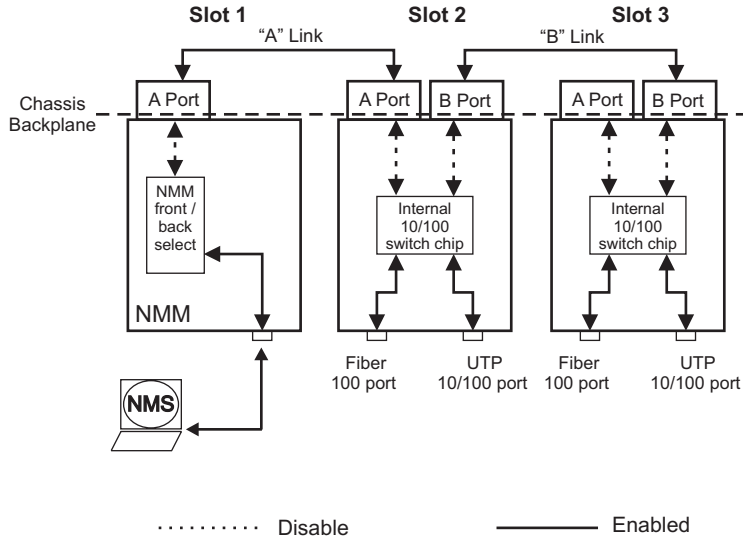 Slot 1
Slot 2
Slot 3
“A” Link
“B” Link
Chassis
Backplane
A Port
A Port
B Port
A Port
B Port
NMM
front /
back
select
Internal
10/100
switch chip
Internal
10/100
switch chip
NMM
Fiber
100 port
UTP
10/100 port
Fiber
100 port
UTP
10/100 port
NMS
Disable
Enabled